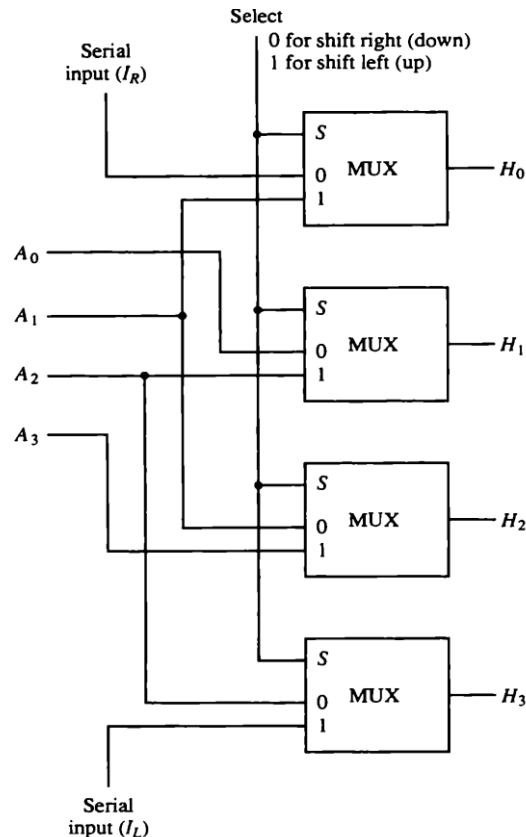 Select
0 for shift right (down)
1 for shift left (up)
Serial
input (I_R)
S
MUX
H_0
0
1
A_0
A_1
S
MUX
H_1
0
A_2
1
A_3
S
MUX
H_2
0
1
S
MUX
H_3
0
1
Serial
input (I_L)